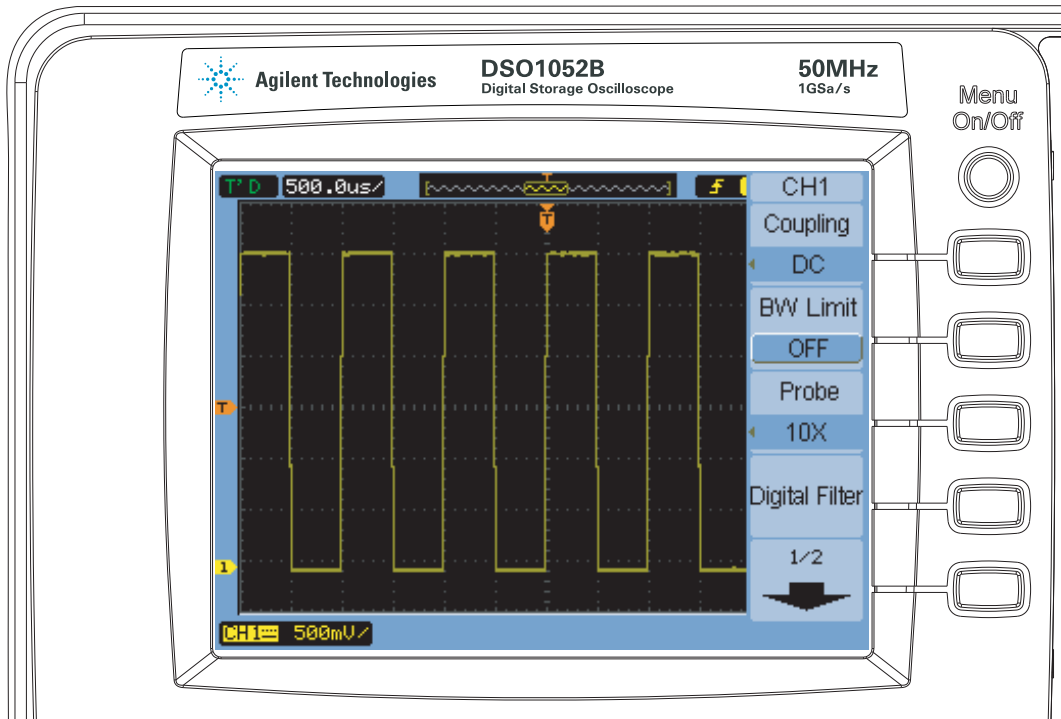 Agilent Technologies
DSO1052B
Digital Storage Oscilloscope
50MHz
1GSa/s
Menu
On/Off
T'D
500.0us/
T
CH1
Coupling
DC
BW Limit
OFF
Probe
10X
Digital Filter
1/2
T
T
1
CH1 500mV/